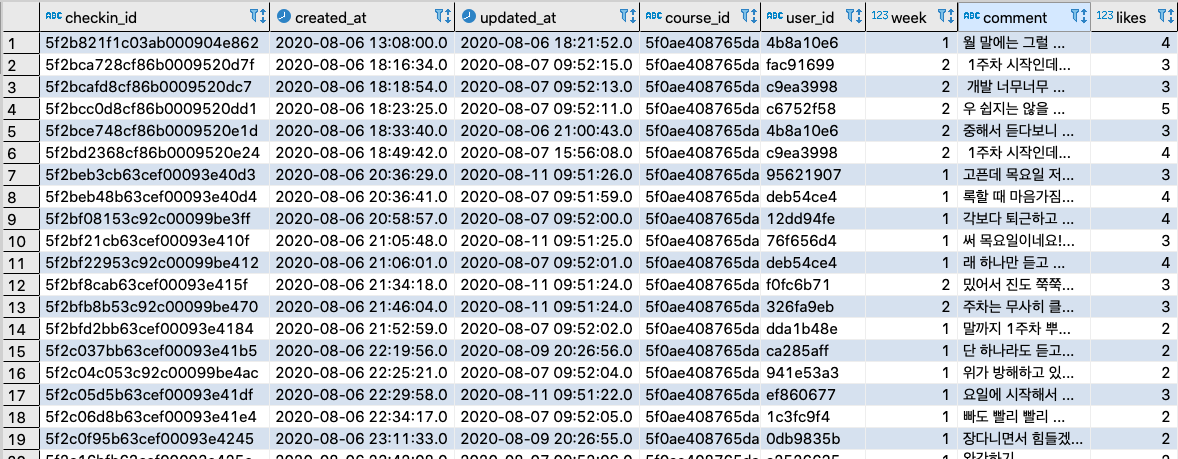 ABC checkin_id created_at updated_at ABC course_id ABC user_id 123 week ABC comment 123 likes
1 5f2b821f1c03ab000904e862 2020-08-06 13:08:00.0 2020-08-06 18:21:52.0 5f0ae408765da 4b8a10e6 1 월 말에는 그럴 ... 4
2 5f2bca728cf86b0009520d7f 2020-08-06 18:16:34.0 2020-08-07 09:52:15.0 5f0ae408765da fac91699 2 1주차 시작인데... 3
3 5f2bcafd8cf86b0009520dc7 2020-08-06 18:18:54.0 2020-08-07 09:52:13.0 5f0ae408765da c9ea3998 2 개발 너무너무 ... 3
4 5f2bcc0d8cf86b0009520dd1 2020-08-06 18:23:25.0 2020-08-07 09:52:11.0 5f0ae408765da c6752f58 2 우 쉽지는 않을 ... 5
5 5f2bce748cf86b0009520e1d 2020-08-06 18:33:40.0 2020-08-06 21:00:43.0 5f0ae408765da 4b8a10e6 2 중해서 듣다보니 ... 3
6 5f2bd2368cf86b0009520e24 2020-08-06 18:49:42.0 2020-08-07 15:56:08.0 5f0ae408765da c9ea3998 2 1주차 시작인데... 4
7 5f2beb3cb63cef00093e40d3 2020-08-06 20:36:29.0 2020-08-11 09:51:26.0 5f0ae408765da 95621907 1 고픈데 목요일 저... 3
8 5f2beb48b63cef00093e40d4 2020-08-06 20:36:41.0 2020-08-07 09:51:59.0 5f0ae408765da deb54ce4 1 록할 때 마음가짐... 4
9 5f2bf08153c92c00099be3ff 2020-08-06 20:58:57.0 2020-08-07 09:52:00.0 5f0ae408765da 12dd94fe 1 각보다 퇴근하고 ... 4
10 5f2bf21cb63cef00093e410f 2020-08-06 21:05:48.0 2020-08-11 09:51:25.0 5f0ae408765da 76f656d4 1 써 목요일이네요!... 3
11 5f2bf22953c92c00099be412 2020-08-06 21:06:01.0 2020-08-07 09:52:01.0 5f0ae408765da deb54ce4 1 래 하나만 듣고 ... 4
12 5f2bf8cab63cef00093e415f 2020-08-06 21:34:18.0 2020-08-11 09:51:24.0 5f0ae408765da f0fc6b71 2 밌어서 진도 쭉쭉... 3
13 5f2bfb8b53c92c00099be470 2020-08-06 21:46:04.0 2020-08-11 09:51:24.0 5f0ae408765da 326fa9eb 2 주차는 무사히 클... 3
14 5f2bfd2bb63cef00093e4184 2020-08-06 21:52:59.0 2020-08-07 09:52:02.0 5f0ae408765da dda1b48e 1 말까지 1주차 뿌... 2
15 5f2c037bb63cef00093e41b5 2020-08-06 22:19:56.0 2020-08-09 20:26:56.0 5f0ae408765da ca285aff 1 단 하나라도 듣고... 2
16 5f2c04c053c92c00099be4ac 2020-08-06 22:25:21.0 2020-08-07 09:52:04.0 5f0ae408765da 941e53a3 1 위가 방해하고 있... 2
17 5f2c05d5b63cef00093e41df 2020-08-06 22:29:58.0 2020-08-11 09:51:22.0 5f0ae408765da ef860677 1 요일에 시작해서 ... 3
18 5f2c06d8b63cef00093e41e4 2020-08-06 22:34:17.0 2020-08-07 09:52:05.0 5f0ae408765da 1c3fc9f4 1 빠도 빨리 빨리 ... 2
19 5f2c0f95b63cef00093e4245 2020-08-06 23:11:33.0 2020-08-09 20:26:55.0 5f0ae408765da 0db9835b 1 장다니면서 힘들겠... 2